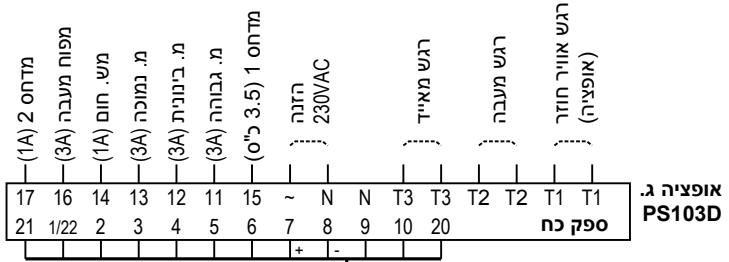 מדחס 2 (1A)
מפוח מעבה (3A)
מש. חום (1A)
מ. נמוכה (3A)
מ. בינונית (3A)
מ. גבוהה (3A)
מדחס 1 (3.5 כ"ס)
הזנה
230VAC
רגש מאייד
רגש מעבה
רגש אוויר חוזר
(אופציה)
17 16 14 13 12 11 15 ~ N N T3 T3 T2 T2 T1 T1
21 1/22 2 3 4 5 6 7 8 9 10 20 ספק כח
אופציה ג.
PS103D
+ -